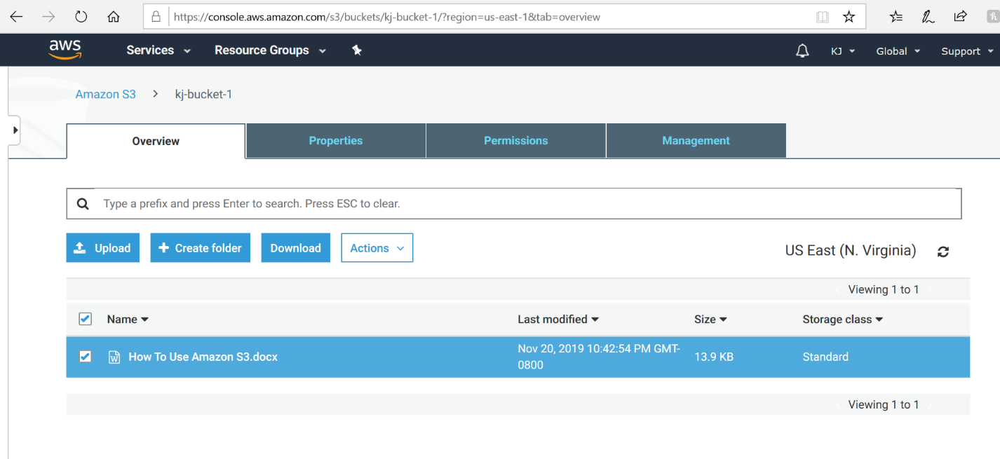 https://console.aws.amazon.com/s3/buckets/kj-bucket-1/?region=us-east-1&tab=overview
aws Services Resource Groups KJ Global Support
Amazon S3 > kj-bucket-1
Overview Properties Permissions Management
Type a prefix and press Enter to search. Press ESC to clear.
Upload + Create folder Download Actions US East (N. Virginia)
Viewing 1 to 1
Name Last modified Size Storage class
How To Use Amazon S3.docx Nov 20, 2019 10:42:54 PM GMT- 13.9 KB Standard
0800
Viewing 1 to 1